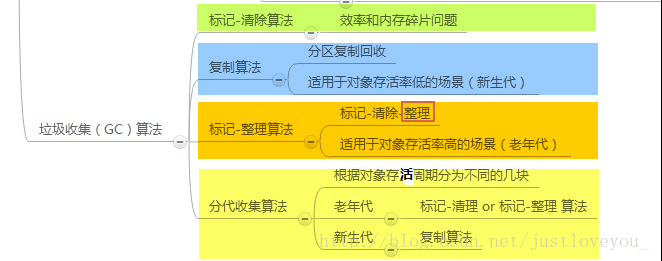 标记-清除算法
效率和内存碎片问题
分区复制回收
复制算法
适用于对象存活率低的场景（新生代）
垃圾收集（GC）算法
标记-清除-整理
标记-整理算法
适用于对象存活率高的场景（老年代）
根据对象存活周期分为不同的几块
分代收集算法
老年代
标记-清理 or 标记-整理 算法
新生代
复制算法
http://blog.csdn.net/justloveyou_